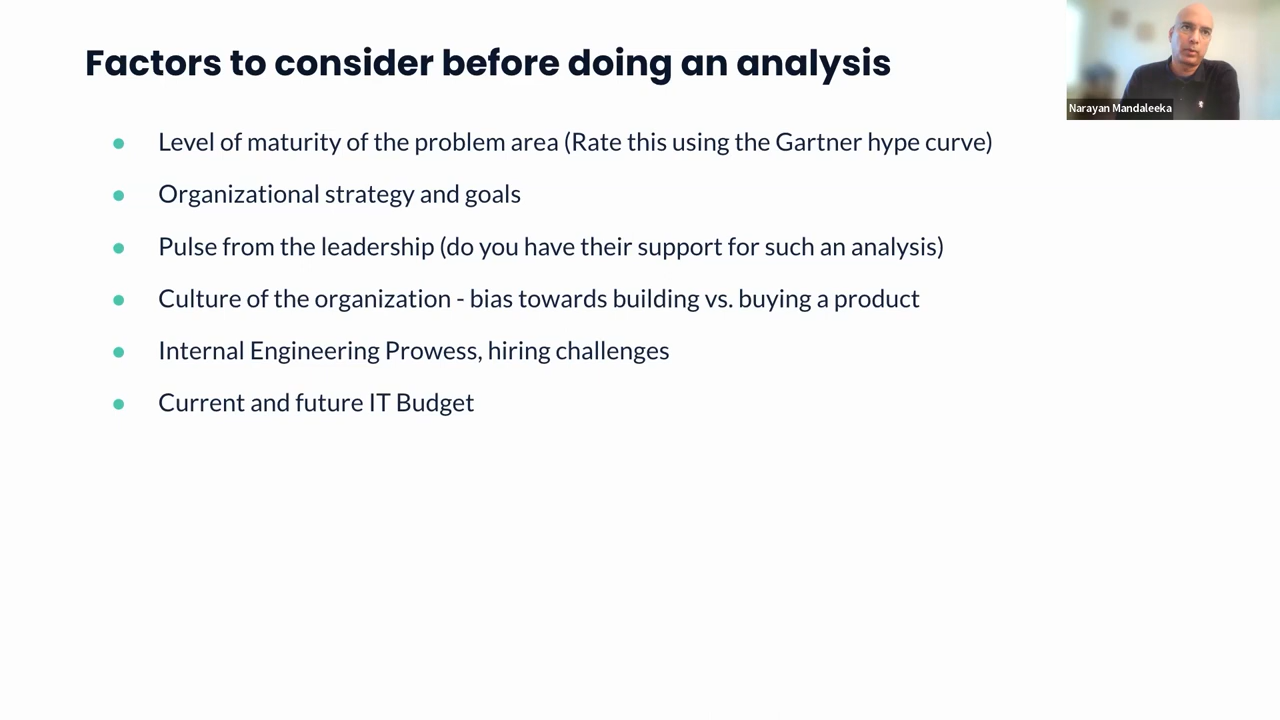 Factors to consider before doing an analysis
Narayan Mandaleeka
● Level of maturity of the problem area (Rate this using the Gartner hype curve)
● Organizational strategy and goals
● Pulse from the leadership (do you have their support for such an analysis)
● Culture of the organization - bias towards building vs. buying a product
● Internal Engineering Prowess, hiring challenges
● Current and future IT Budget